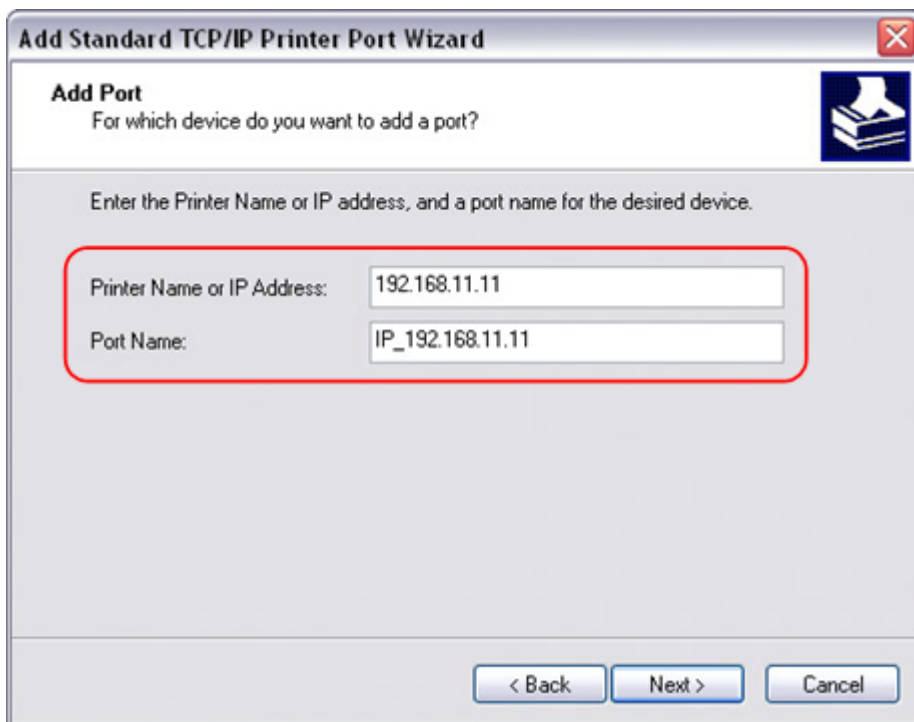 Add Standard TCP/IP Printer Port Wizard
Add Port
For which device do you want to add a port?
Enter the Printer Name or IP address, and a port name for the desired device.
Printer Name or IP Address: 192.168.11.11
Port Name: IP_192.168.11.11
< Back Next > Cancel